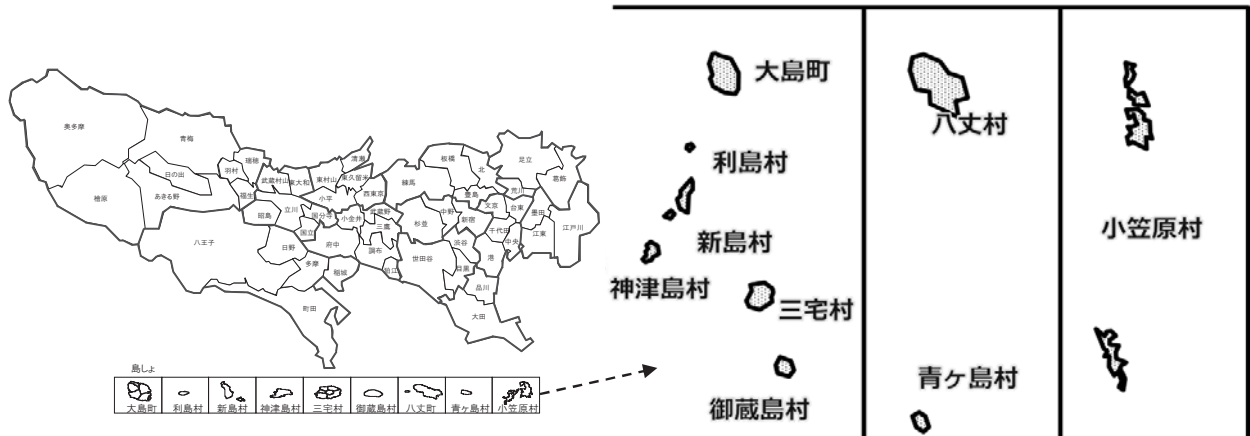 奥多摩
青梅
日の出
あきる野
檜原
羽村
瑞穂
福生
武蔵村山
東大和
東村山
清瀬
東久留米
西東京
小平
昭島
立川
国分寺
小金井
武蔵野
三鷹
国立
府中
調布
狛江
八王子
日野
多摩
稲城
町田
練馬
板橋
北
足立
葛飾
豊島
荒川
文京
台東
墨田
中野
新宿
杉並
千代田
中央
江東
江戸川
渋谷
港
世田谷
目黒
品川
大田
島しょ
大島町
利島村
新島村
神津島村
三宅村
御蔵島村
八丈町
青ヶ島村
小笠原村
大島町
利島村
新島村
神津島村
三宅村
御蔵島村
八丈村
青ヶ島村
小笠原村